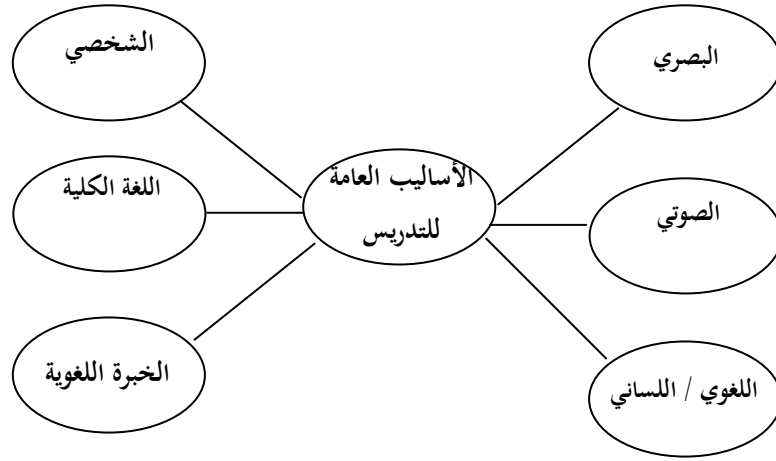 البصري
الشخصي
الأساليب العامة
للتدريس
الصوتي
اللغة الكلية
اللغوي / اللساني
الخبرة اللغوية